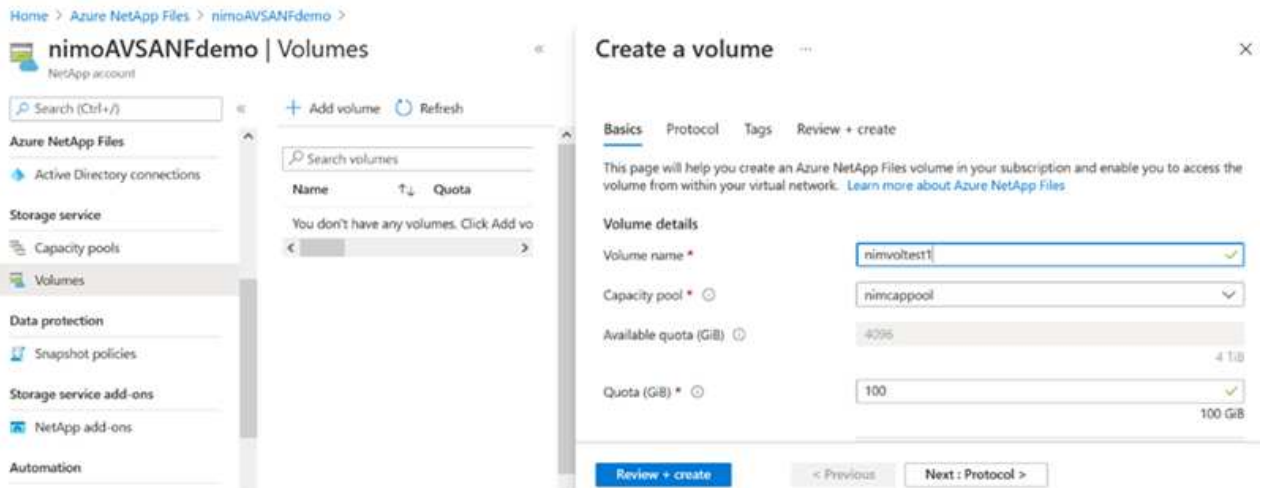 Home > Azure NetApp Files > nimoAVSANFdemo >
nimoAVSANFdemo | Volumes
NetApp account
Search (Ctrl+/)
Azure NetApp Files
Active Directory connections
Storage service
Capacity pools
Volumes
Data protection
Snapshot policies
Storage service add-ons
NetApp add-ons
Automation
Add volume
Refresh
Search volumes
Name
Quota
You don't have any volumes. Click Add vo
Create a volume
Basics
Protocol
Tags
Review + create
This page will help you create an Azure NetApp Files volume in your subscription and enable you to access the
volume from within your virtual network. Learn more about Azure NetApp Files
Volume details
Volume name *
nimvoltest1
Capacity pool *
nimcappool
Available quota (GiB)
4096
4 TiB
Quota (GiB) *
100
100 GiB
Review + create
< Previous
Next : Protocol >